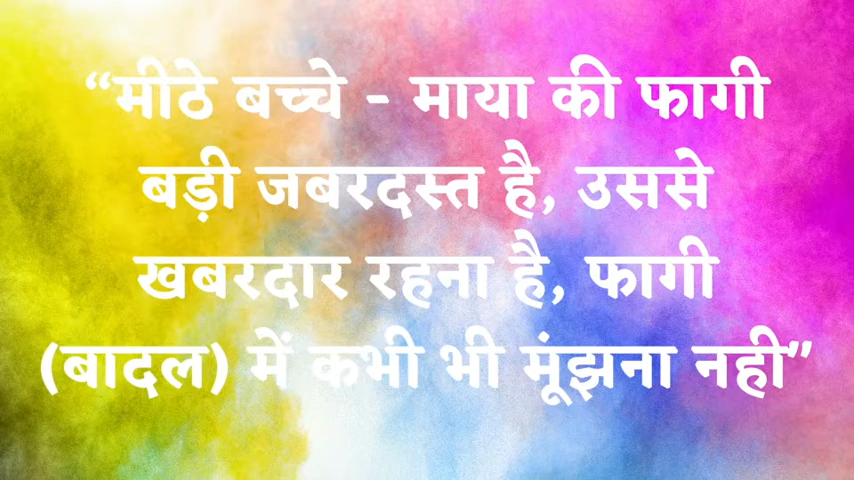 “मीठे बच्चे - माया की फागी
बड़ी जबरदस्त है, उससे
खबरदार रहना है, फागी
(बादल) में कभी भी मूंझना नही”